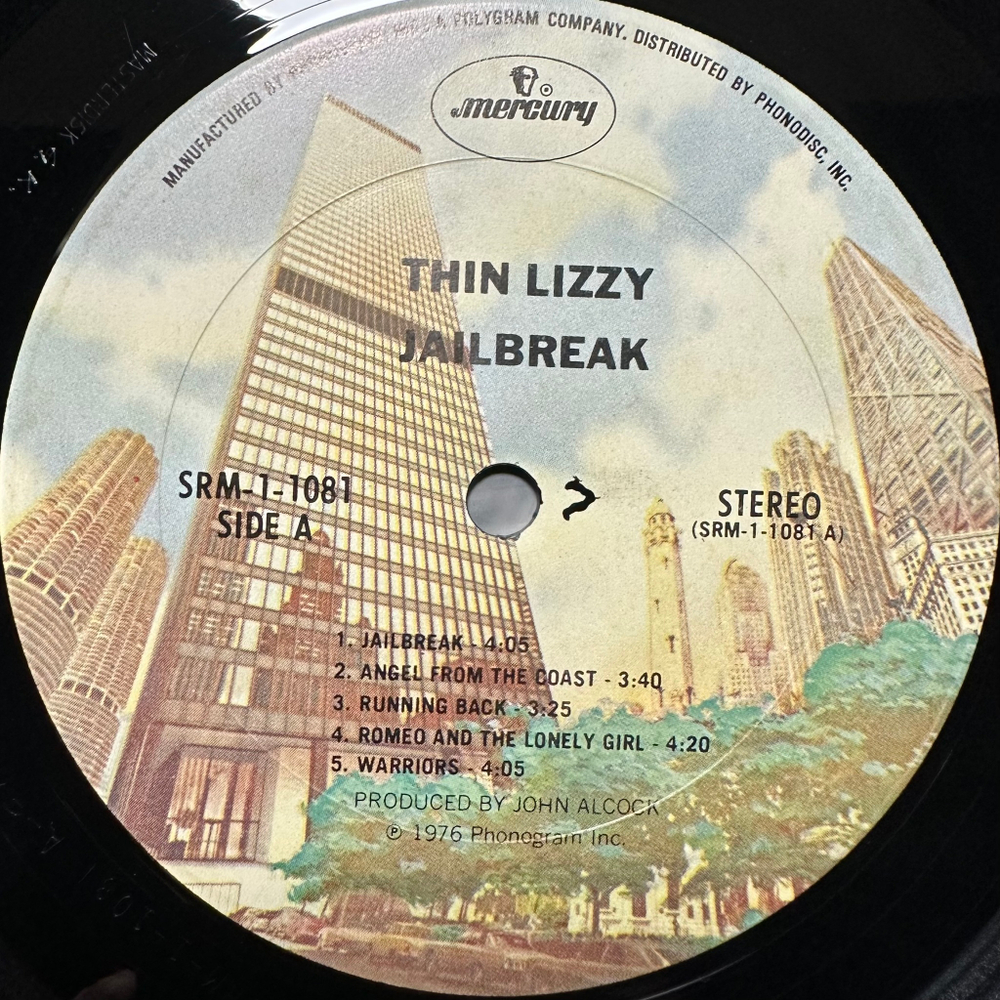 MANUFACTURED BY A POLYGRAM COMPANY. DISTRIBUTED BY PHONODISC, INC.
MASTERDISK G.K.
mercury
THIN LIZZY
JAILBREAK
SRM-1-1081
SIDE A
STEREO
(SRM-1-1081 A)
1. JAILBREAK - 4:05
2. ANGEL FROM THE COAST - 3:40
3. RUNNING BACK - 3:25
4. ROMEO AND THE LONELY GIRL - 4:20
5. WARRIORS - 4:05
PRODUCED BY JOHN ALCOCK
℗ 1976 Phonogram Inc.